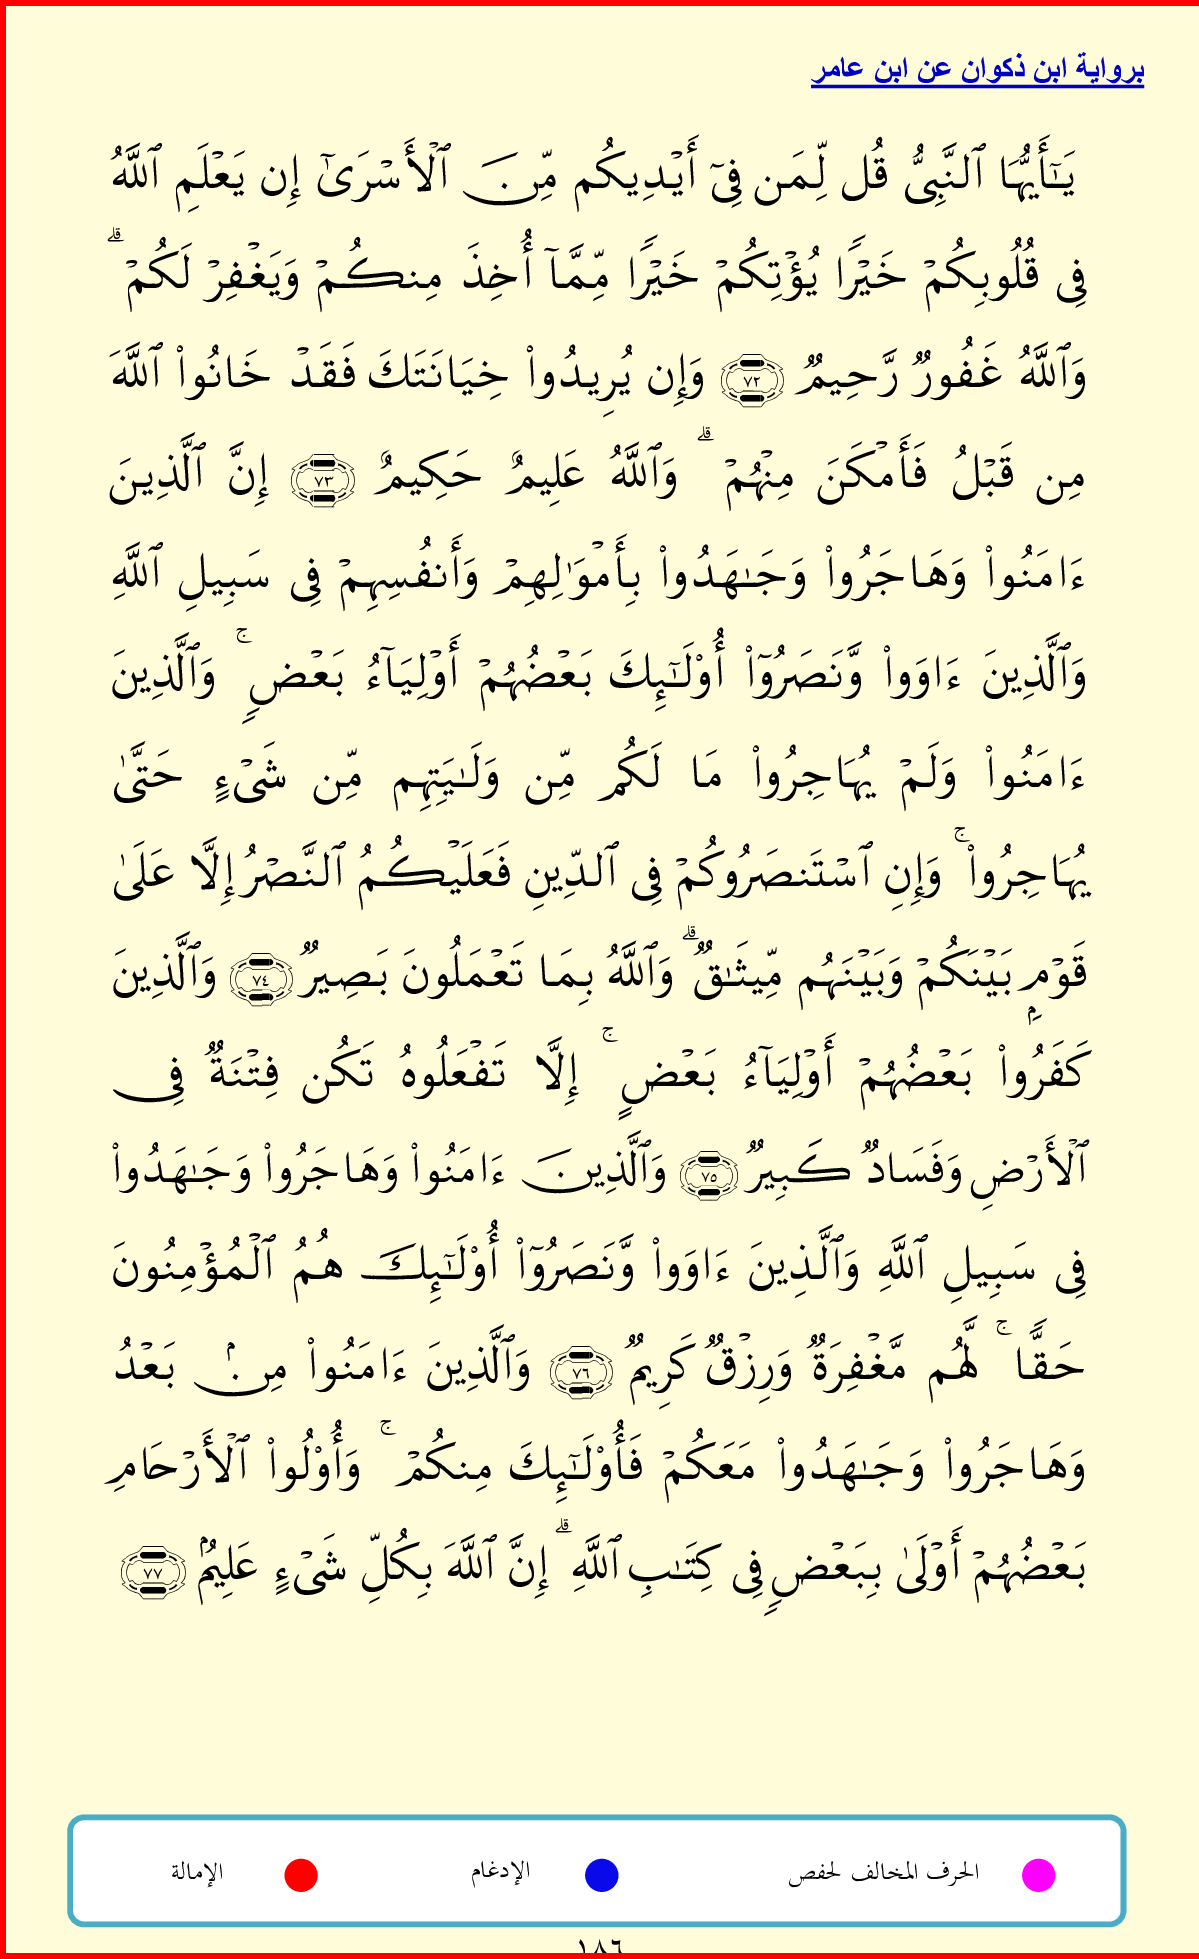 برواية ابن ذكوان عن ابن عامر
يَـٰٓأَيُّهَا ٱلنَّبِىُّ قُل لِّمَن فِىٓ أَيْدِيكُم مِّنَ ٱلْأَسْرَىٰٓ إِن يَعْلَمِ ٱللَّهُ
فِى قُلُوبِكُمْ خَيْرًا يُؤْتِكُمْ خَيْرًا مِّمَّآ أُخِذَ مِنكُمْ وَيَغْفِرْ لَكُمْ ۗ
وَٱللَّهُ غَفُورٌ رَّحِيمٌ ٧٢ وَإِن يُرِيدُوا۟ خِيَانَتَكَ فَقَدْ خَانُوا۟ ٱللَّهَ
مِن قَبْلُ فَأَمْكَنَ مِنْهُمْ ۗ وَٱللَّهُ عَلِيمٌ حَكِيمٌ ٧٣ إِنَّ ٱلَّذِينَ
ءَامَنُوا۟ وَهَاجَرُوا۟ وَجَـٰهَدُوا۟ بِأَمْوَٰلِهِمْ وَأَنفُسِهِمْ فِى سَبِيلِ ٱللَّهِ
وَٱلَّذِينَ ءَاوَوا۟ وَّنَصَرُوٓا۟ أُو۟لَـٰٓئِكَ بَعْضُهُمْ أَوْلِيَآءُ بَعْضٍ ۚ وَٱلَّذِينَ
ءَامَنُوا۟ وَلَمْ يُهَاجِرُوا۟ مَا لَكُم مِّن وَلَـٰيَتِهِم مِّن شَىْءٍ حَتَّىٰ
يُهَاجِرُوا۟ ۚ وَإِنِ ٱسْتَنصَرُوكُمْ فِى ٱلدِّينِ فَعَلَيْكُمُ ٱلنَّصْرُ إِلَّا عَلَىٰ
قَوْمِۭ بَيْنَكُمْ وَبَيْنَهُم مِّيثَـٰقٌ ۗ وَٱللَّهُ بِمَا تَعْمَلُونَ بَصِيرٌ ٧٤ وَٱلَّذِينَ
كَفَرُوا۟ بَعْضُهُمْ أَوْلِيَآءُ بَعْضٍ ۚ إِلَّا تَفْعَلُوهُ تَكُن فِتْنَةٌ فِى
ٱلْأَرْضِ وَفَسَادٌ كَبِيرٌ ٧٥ وَٱلَّذِينَ ءَامَنُوا۟ وَهَاجَرُوا۟ وَجَـٰهَدُوا۟
فِى سَبِيلِ ٱللَّهِ وَٱلَّذِينَ ءَاوَوا۟ وَّنَصَرُوٓا۟ أُو۟لَـٰٓئِكَ هُمُ ٱلْمُؤْمِنُونَ
حَقًّا ۚ لَّهُم مَّغْفِرَةٌ وَرِزْقٌ كَرِيمٌ ٧٦ وَٱلَّذِينَ ءَامَنُوا۟ مِنۢ بَعْدُ
وَهَاجَرُوا۟ وَجَـٰهَدُوا۟ مَعَكُمْ فَأُو۟لَـٰٓئِكَ مِنكُمْ ۚ وَأُو۟لُوا۟ ٱلْأَرْحَامِ
بَعْضُهُمْ أَوْلَىٰ بِبَعْضٍ فِى كِتَـٰبِ ٱللَّهِ ۗ إِنَّ ٱللَّهَ بِكُلِّ شَىْءٍ عَلِيمٌۢ ٧٧
الحرف المخالف لحفص الإدغام الإمالة
١٨٦